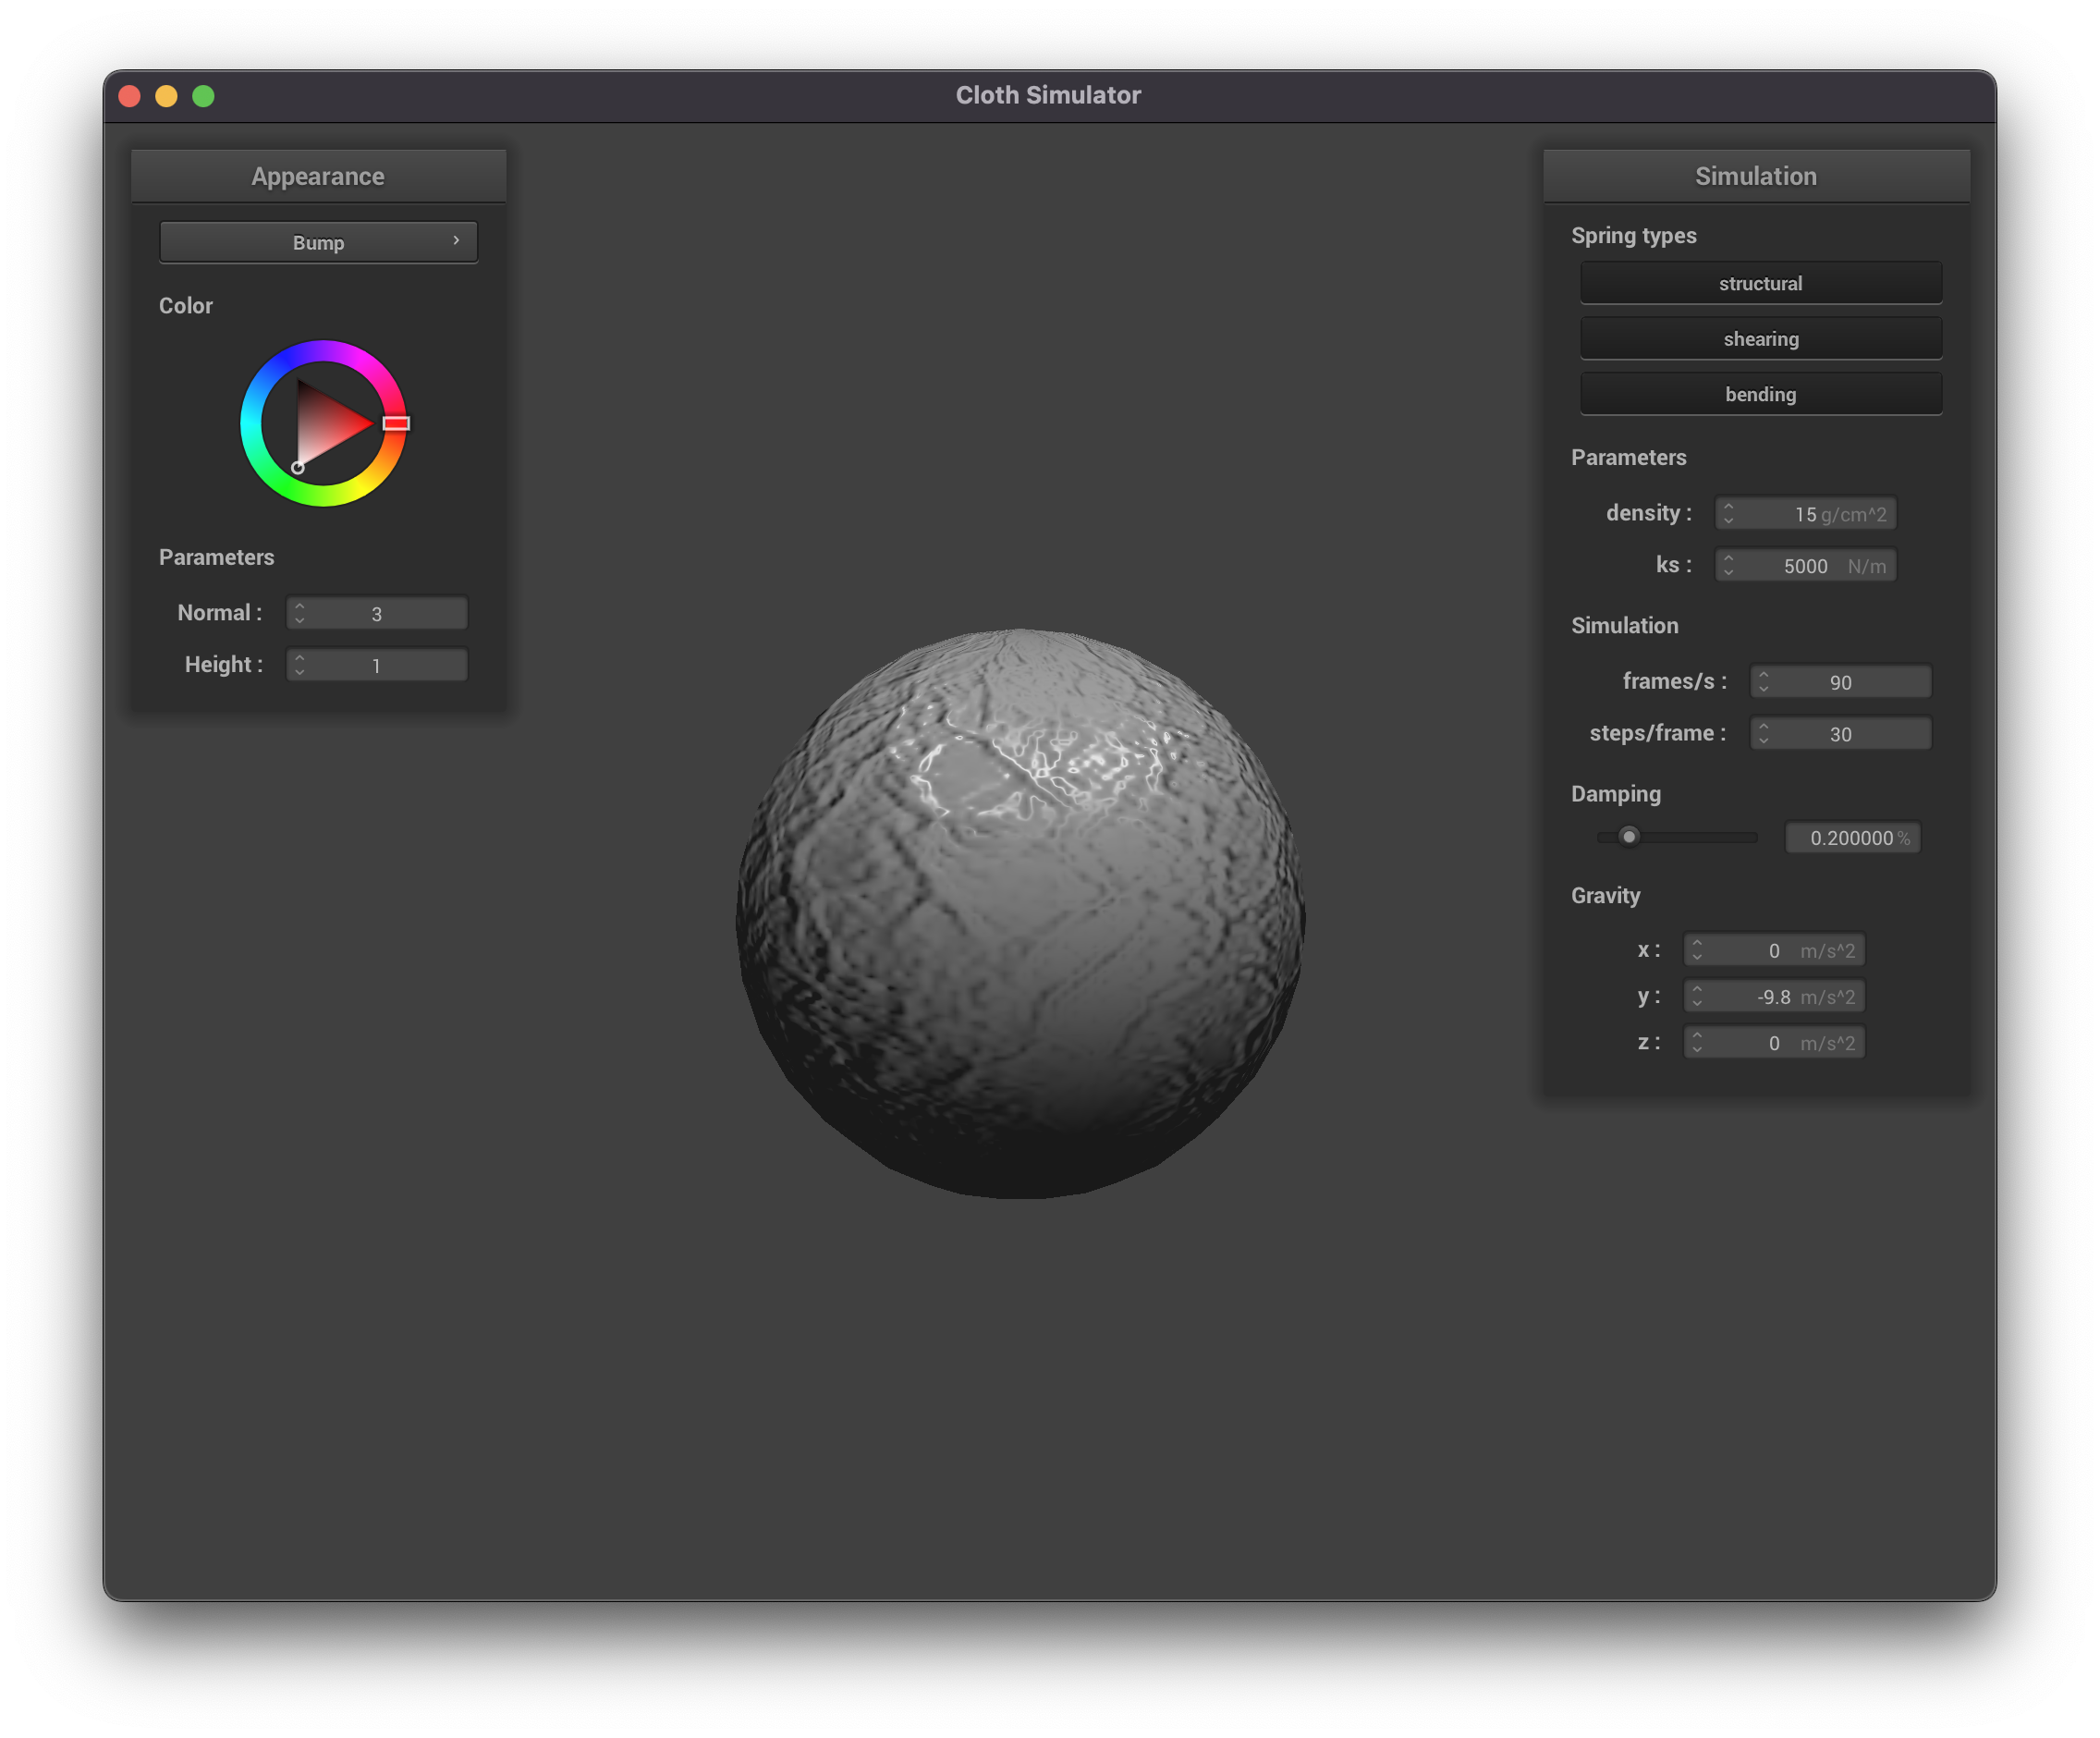 Cloth Simulator
Appearance
Bump
Color
Parameters
Normal : 3
Height : 1
Simulation
Spring types
structural
shearing
bending
Parameters
density : 15 g/cm^2
ks : 5000 N/m
Simulation
frames/s : 90
steps/frame : 30
Damping
0.200000 %
Gravity
x : 0 m/s^2
y : -9.8 m/s^2
z : 0 m/s^2